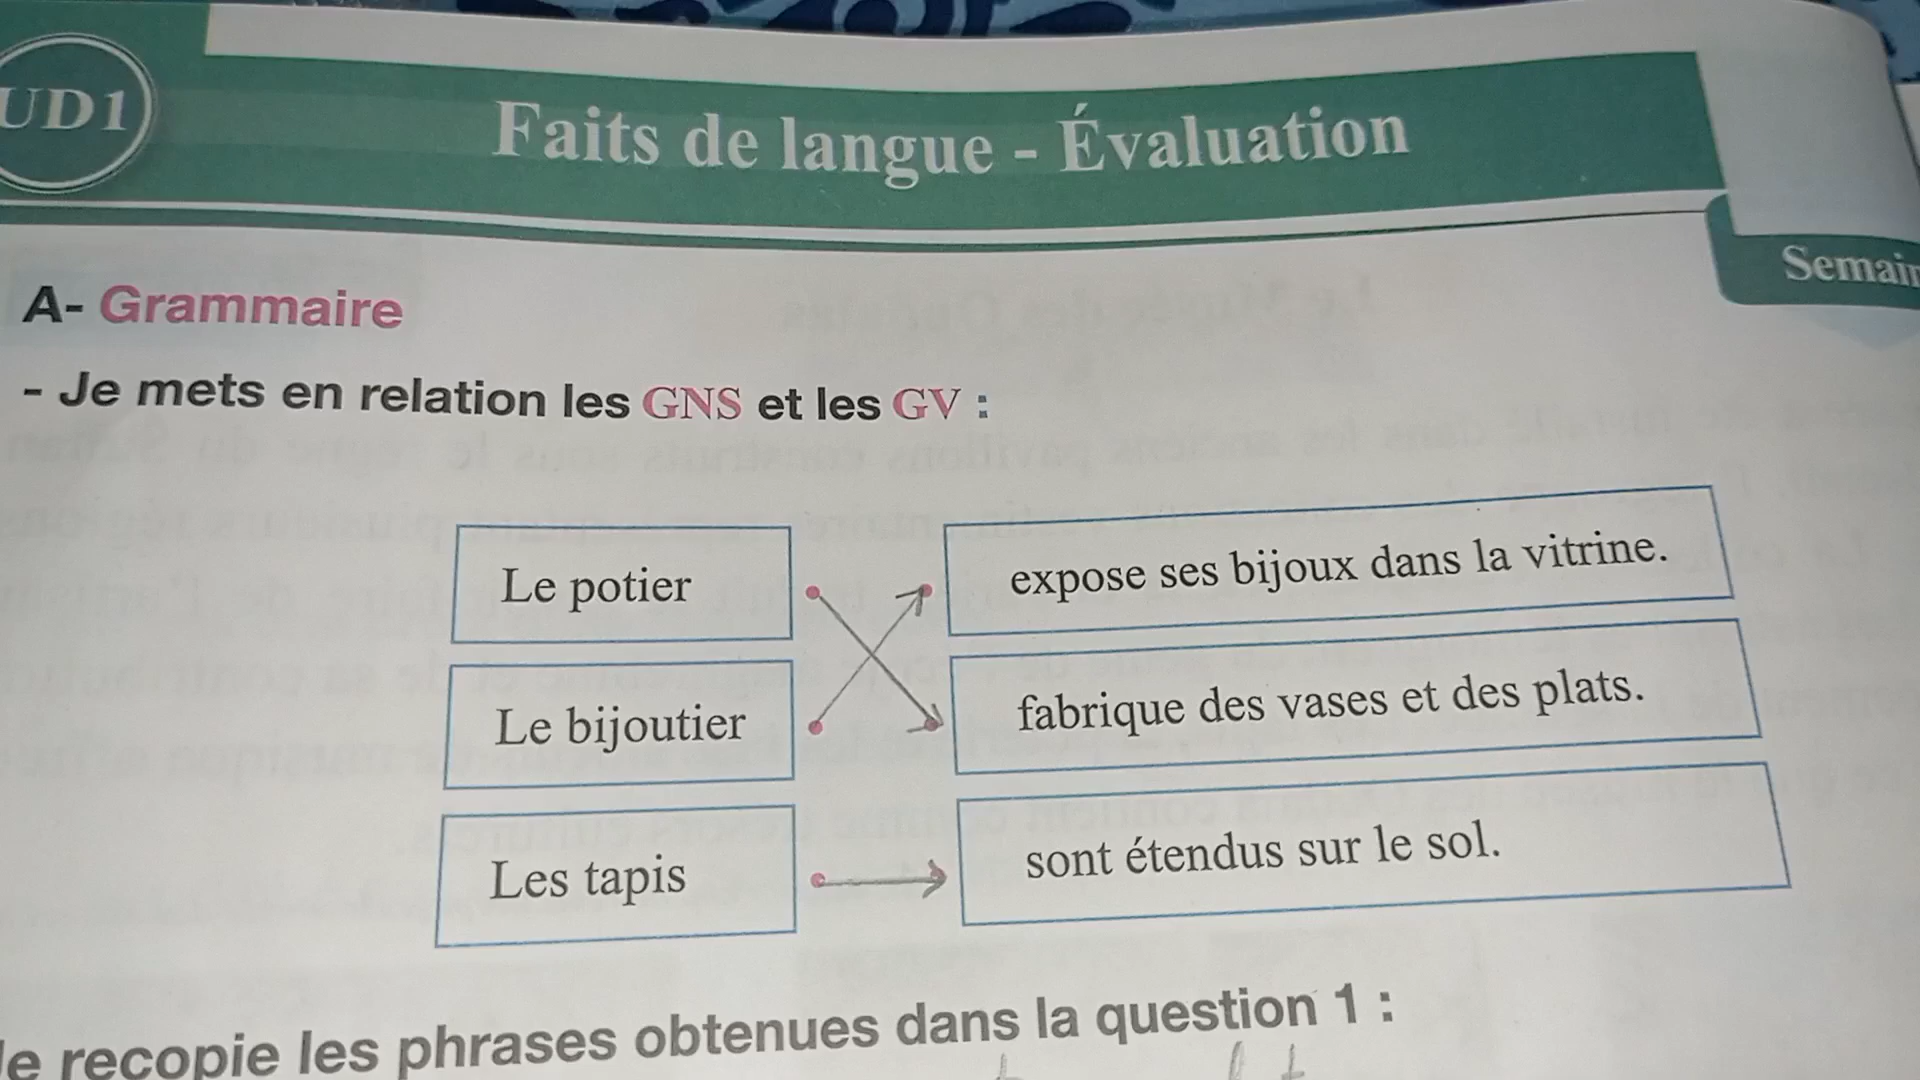 UD1
Faits de langue - Évaluation
A- Grammaire
- Je mets en relation les GNS et les GV :
Le potier
expose ses bijoux dans la vitrine.
Le bijoutier
fabrique des vases et des plats.
Les tapis
sont étendus sur le sol.
recopie les phrases obtenues dans la question 1 :